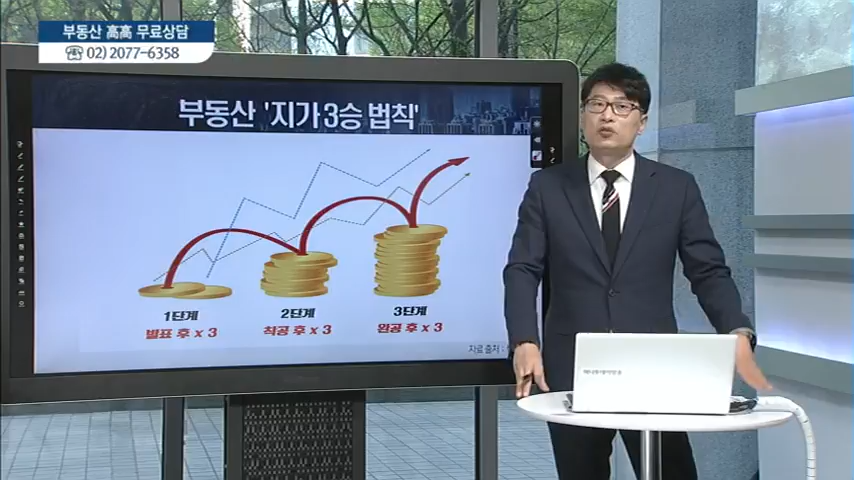 부동산 高高 무료상담
☎02) 2077-6358
부동산 '지가 3승 법칙'
1단계
2단계
3단계
발표 후 x 3
착공 후 x 3
완공 후 x 3
자료 출처 :